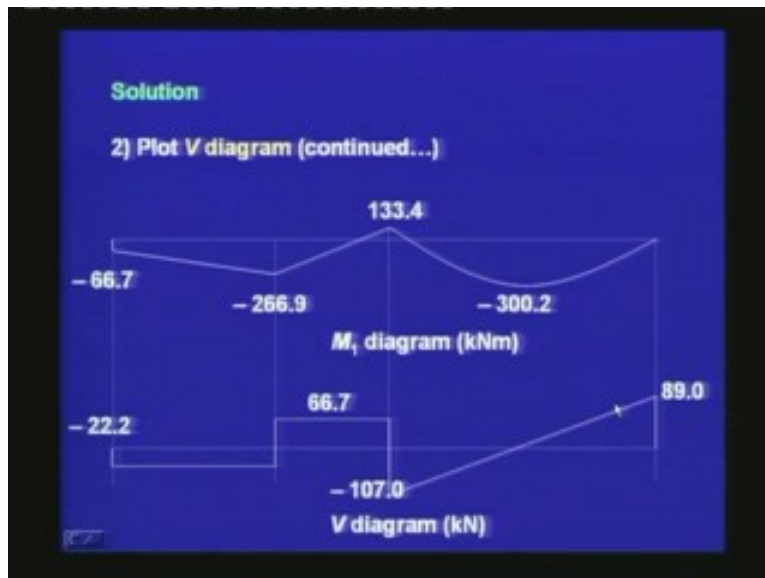 Solution
2) Plot V diagram (continued...)
133.4
– 66.7
– 266.9
– 300.2
M₁ diagram (kNm)
66.7
89.0
– 22.2
– 107.0
V diagram (kN)